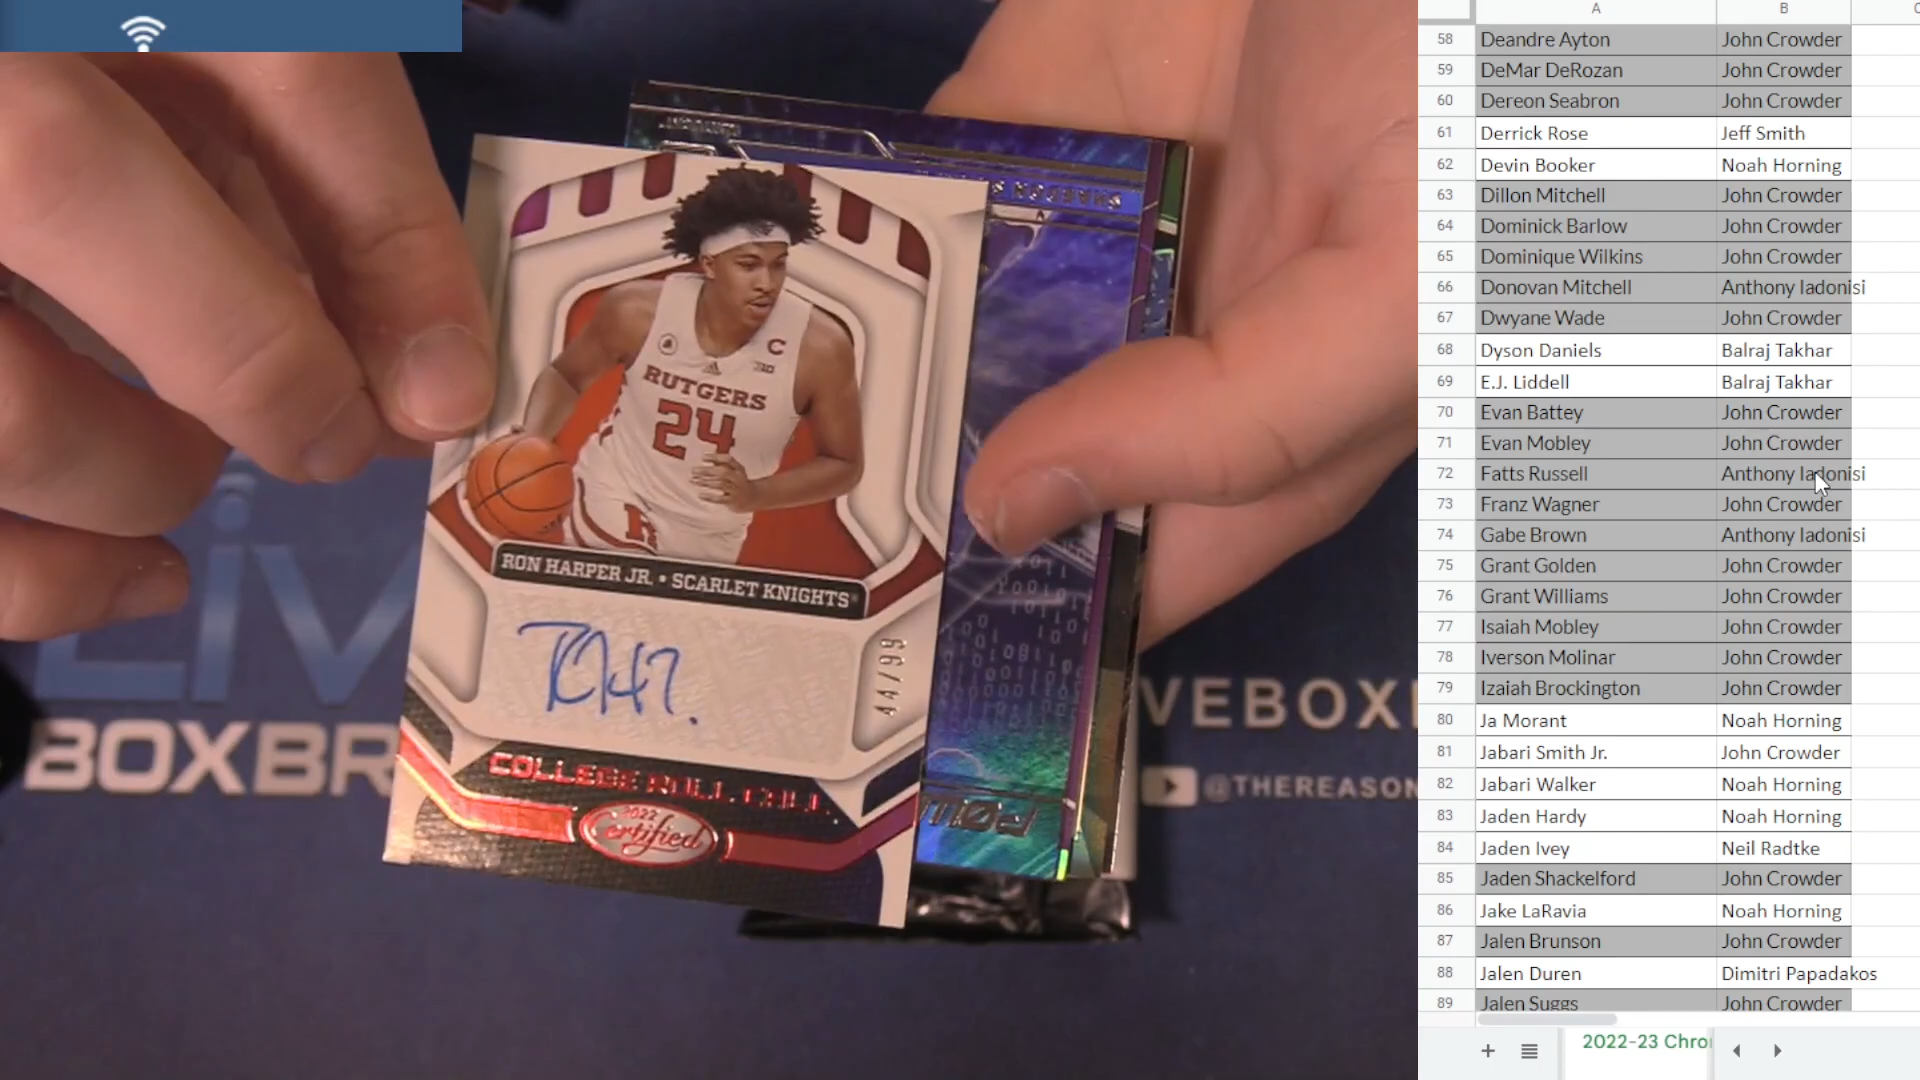 RUTGERS
24
C
RON HARPER JR. • SCARLET KNIGHTS
44/99
COLLEGE ROLL CALL
2022
Certified
BOXBR
VEBOX
@THEREASON
A B
58 Deandre Ayton John Crowder
59 DeMar DeRozan John Crowder
60 Dereon Seabron John Crowder
61 Derrick Rose Jeff Smith
62 Devin Booker Noah Horning
63 Dillon Mitchell John Crowder
64 Dominick Barlow John Crowder
65 Dominique Wilkins John Crowder
66 Donovan Mitchell Anthony Iadonisi
67 Dwyane Wade John Crowder
68 Dyson Daniels Balraj Takhar
69 E.J. Liddell Balraj Takhar
70 Evan Battey John Crowder
71 Evan Mobley John Crowder
72 Fatts Russell Anthony Iadonisi
73 Franz Wagner John Crowder
74 Gabe Brown Anthony Iadonisi
75 Grant Golden John Crowder
76 Grant Williams John Crowder
77 Isaiah Mobley John Crowder
78 Iverson Molinar John Crowder
79 Izaiah Brockington John Crowder
80 Ja Morant Noah Horning
81 Jabari Smith Jr. John Crowder
82 Jabari Walker Noah Horning
83 Jaden Hardy Noah Horning
84 Jaden Ivey Neil Radtke
85 Jaden Shackelford John Crowder
86 Jake LaRavia Noah Horning
87 Jalen Brunson John Crowder
88 Jalen Duren Dimitri Papadakos
89 Jalen Suggs John Crowder
2022-23 Chro